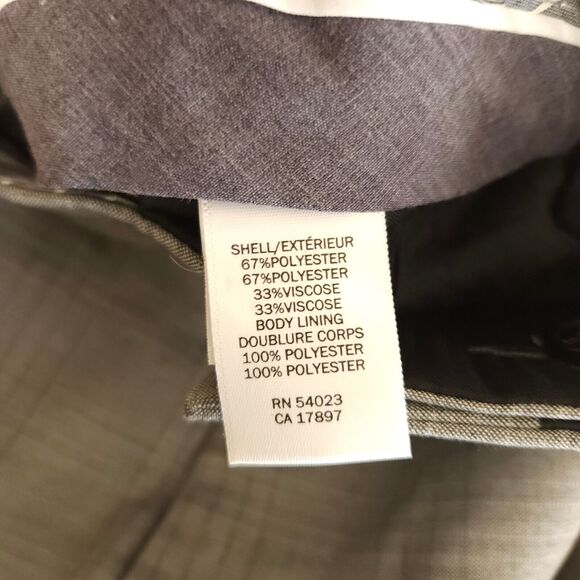 SHELL/EXTÉRIEUR
67%POLYESTER
67%POLYESTER
33%VISCOSE
33%VISCOSE
BODY LINING
DOUBLURE CORPS
100% POLYESTER
100% POLYESTER
RN 54023
CA 17897